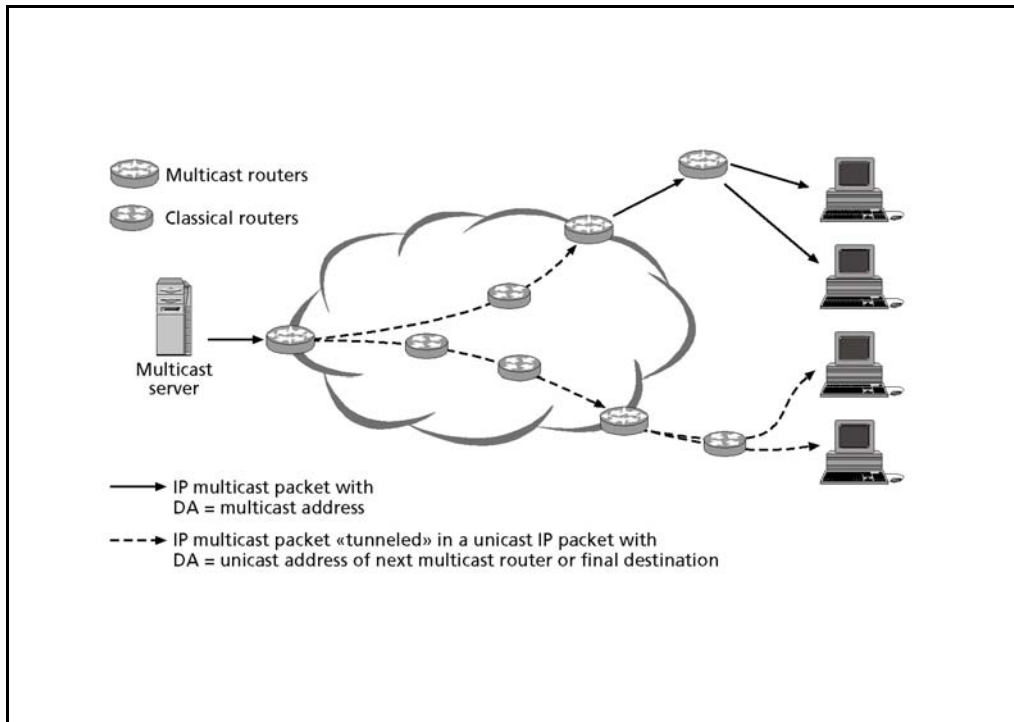 Multicast routers
Classical routers
Multicast
server
IP multicast packet with
DA = multicast address
IP multicast packet «tunneled» in a unicast IP packet with
DA = unicast address of next multicast router or final destination